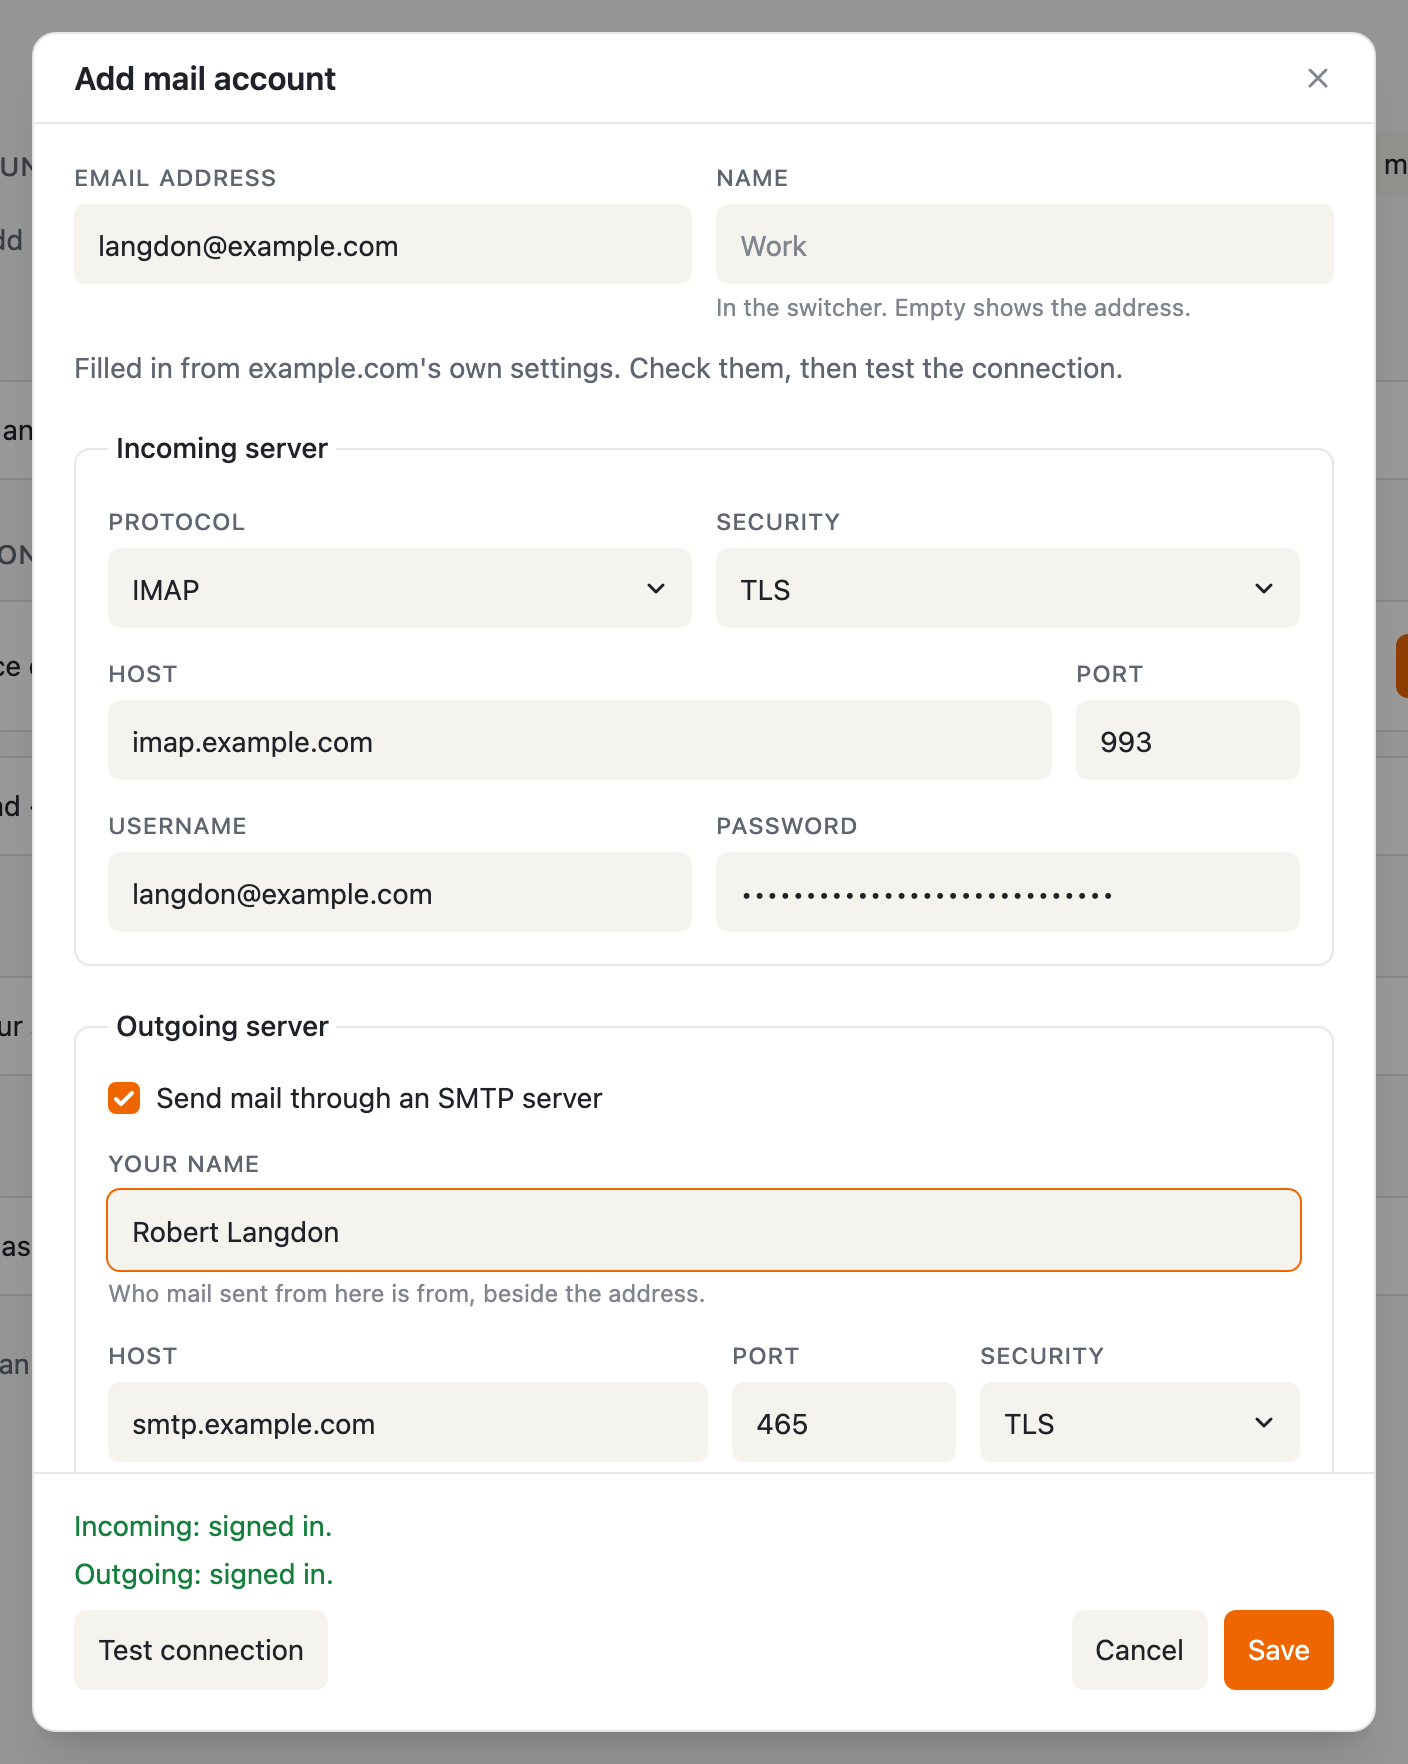 Add mail account
EMAIL ADDRESS
NAME
langdon@example.com
Work
In the switcher. Empty shows the address.
Filled in from example.com's own settings. Check them, then test the connection.
Incoming server
PROTOCOL
SECURITY
IMAP
TLS
HOST
PORT
imap.example.com
993
USERNAME
PASSWORD
langdon@example.com
•••••••••••••••••••••••••••••
Outgoing server
Send mail through an SMTP server
YOUR NAME
Robert Langdon
Who mail sent from here is from, beside the address.
HOST
PORT
SECURITY
smtp.example.com
465
TLS
Incoming: signed in.
Outgoing: signed in.
Test connection
Cancel
Save